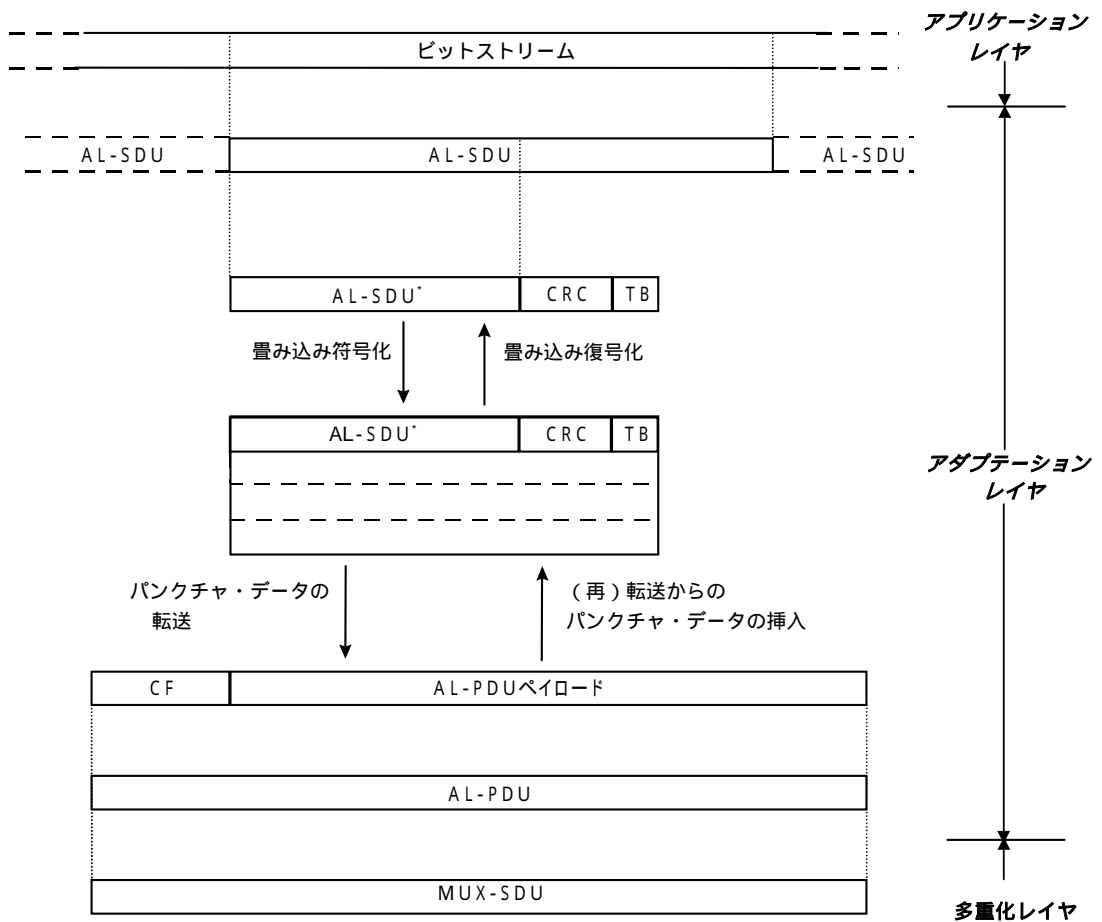 アプリケーション
レイヤ
ビットストリーム
AL-SDU
AL-SDU
AL-SDU
AL-SDU*
CRC
TB
畳み込み符号化
畳み込み復号化
AL-SDU*
CRC
TB
アダプテーション
レイヤ
パンクチャ・データの
転送
(再)転送からの
パンクチャ・データの挿入
CF
AL-PDUペイロード
AL-PDU
MUX-SDU
多重化レイヤ